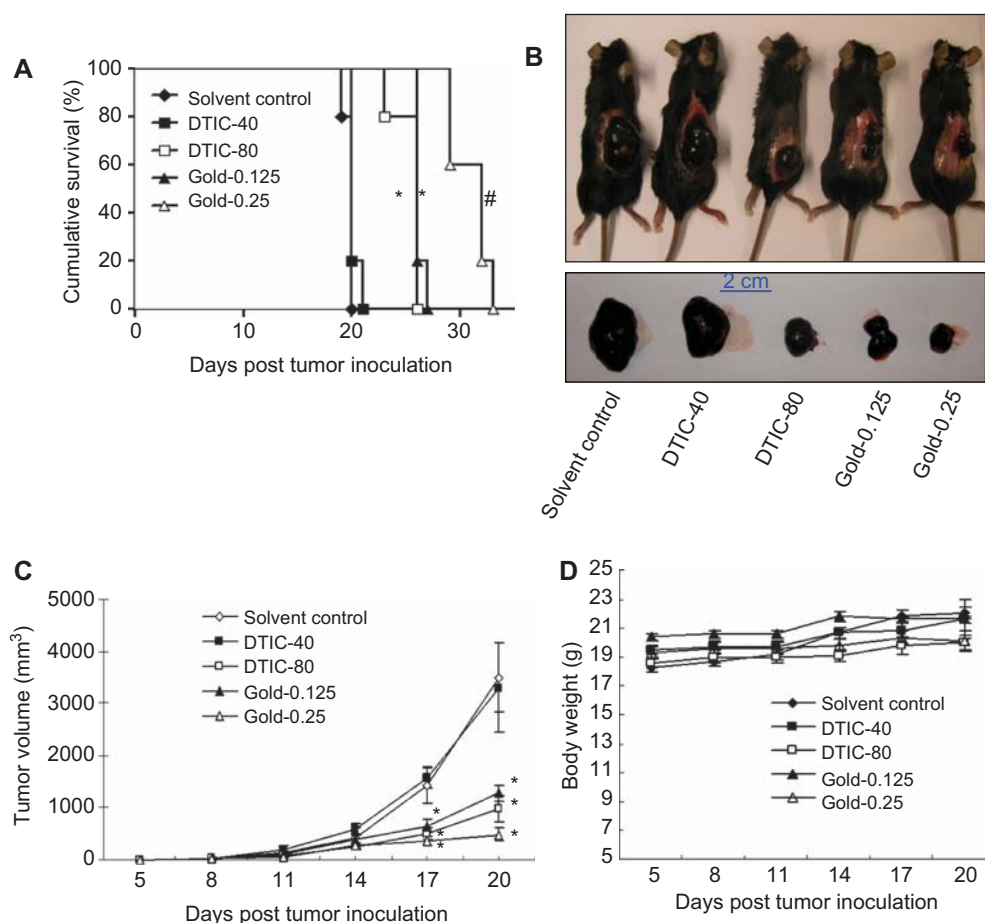 A
Cumulative survival (%)
100
80
60
40
20
0
Solvent control
DTIC-40
DTIC-80
Gold-0.125
Gold-0.25
* *
#
0 10 20 30
Days post tumor inoculation
B
2 cm
Solvent control
DTIC-40
DTIC-80
Gold-0.125
Gold-0.25
C
Tumor volume (mm³)
5000
4000
3000
2000
1000
0
Solvent control
DTIC-40
DTIC-80
Gold-0.125
Gold-0.25
*
*
*
*
*
*
5 8 11 14 17 20
Days post tumor inoculation
D
Body weight (g)
25
23
21
19
17
15
13
11
9
7
5
Solvent control
DTIC-40
DTIC-80
Gold-0.125
Gold-0.25
5 8 11 14 17 20
Days post tumor inoculation